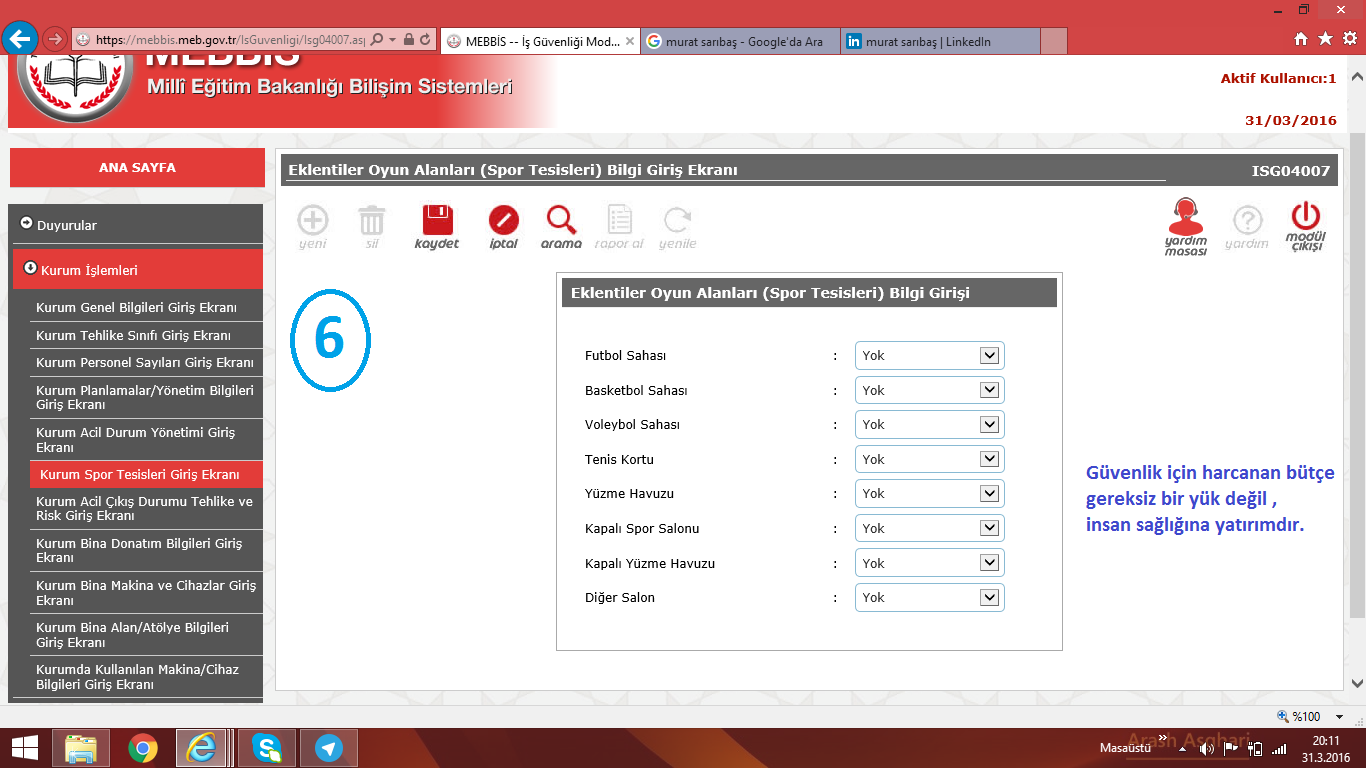 https://mebbis.meb.gov.tr/IsGuvenligi/Isg04007.asp
MEBBİS -- İş Güvenliği Mod...
murat sarıbaş - Google'da Ara
murat sarıbaş | LinkedIn
MEBBİS
Millî Eğitim Bakanlığı Bilişim Sistemleri
Aktif Kullanıcı:1
31/03/2016
ANA SAYFA
Duyurular
Kurum İşlemleri
Kurum Genel Bilgileri Giriş Ekranı
Kurum Tehlike Sınıfı Giriş Ekranı
Kurum Personel Sayıları Giriş Ekranı
Kurum Planlamalar/Yönetim Bilgileri
Giriş Ekranı
Kurum Acil Durum Yönetimi Giriş
Ekranı
Kurum Spor Tesisleri Giriş Ekranı
Kurum Acil Çıkış Durumu Tehlike ve
Risk Giriş Ekranı
Kurum Bina Donatım Bilgileri Giriş
Ekranı
Kurum Bina Makina ve Cihazlar Giriş
Ekranı
Kurum Bina Alan/Atölye Bilgileri
Giriş Ekranı
Kurumda Kullanılan Makina/Cihaz
Bilgileri Giriş Ekranı
Eklentiler Oyun Alanları (Spor Tesisleri) Bilgi Giriş Ekranı
ISG04007
yeni
sil
kaydet
iptal
arama
rapor al
yenile
yardım
masası
yardım
modül
çıkışı
6
Eklentiler Oyun Alanları (Spor Tesisleri) Bilgi Girişi
Futbol Sahası : Yok
Basketbol Sahası : Yok
Voleybol Sahası : Yok
Tenis Kortu : Yok
Yüzme Havuzu : Yok
Kapalı Spor Salonu : Yok
Kapalı Yüzme Havuzu : Yok
Diğer Salon : Yok
Güvenlik için harcanan bütçe
gereksiz bir yük değil ,
insan sağlığına yatırımdır.
%100
Masaüstü
Arash Asghari
20:11
31.3.2016